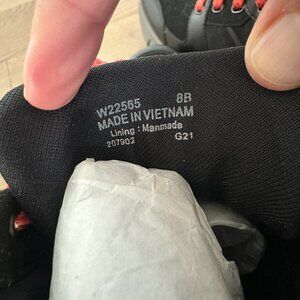 W22565 8B
MADE IN VIETNAM
Lining : Manmade
207902 G21